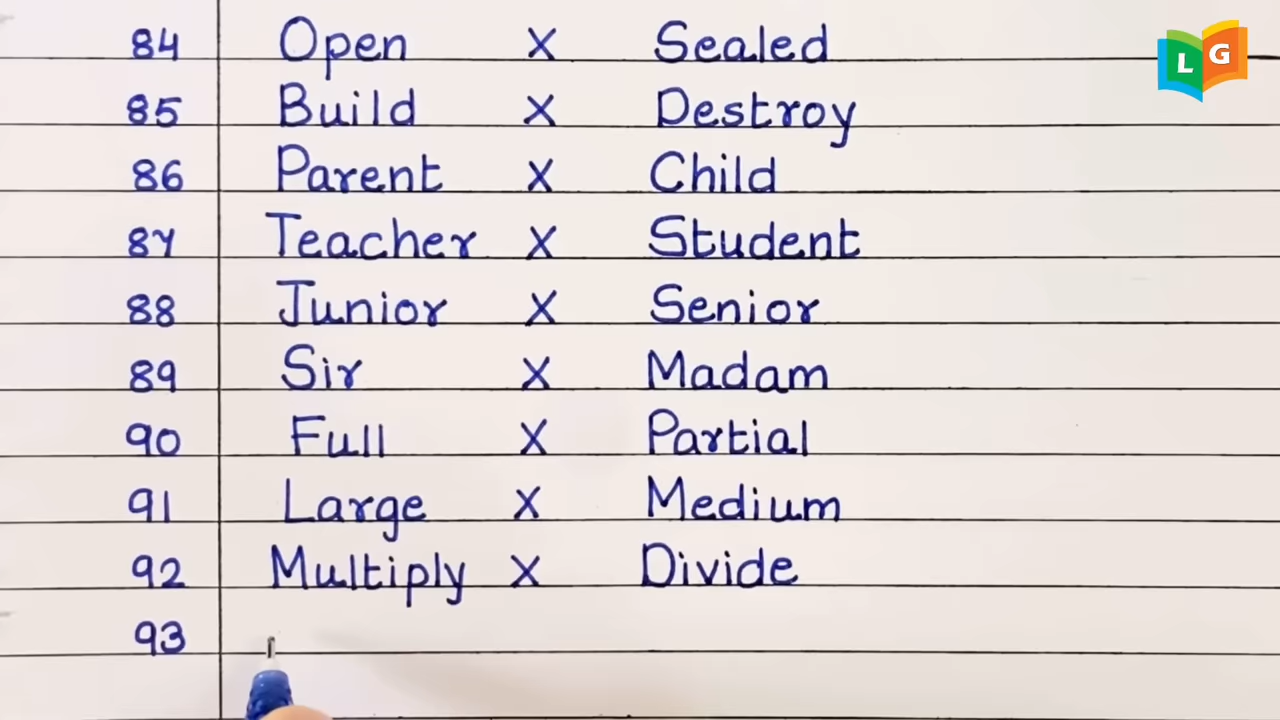 84 Open X Sealed
L G
85 Build X Destroy
86 Parent X Child
87 Teacher X Student
88 Junior X Senior
89 Sir X Madam
90 Full X Partial
91 Large X Medium
92 Multiply X Divide
93